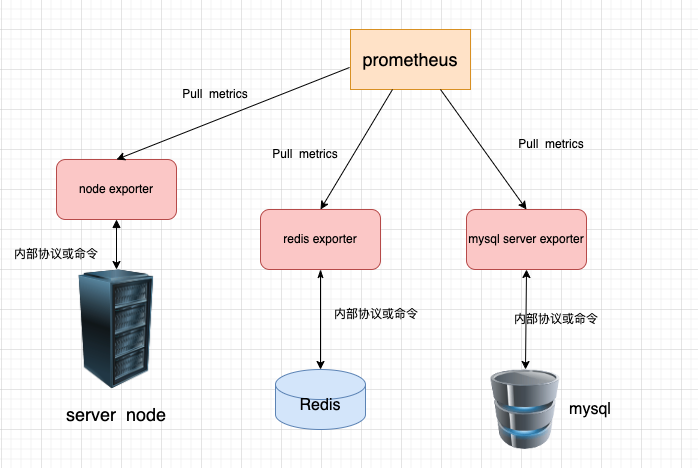 prometheus
Pull metrics
Pull metrics
Pull metrics
node exporter
redis exporter
mysql server exporter
内部协议或命令
内部协议或命令
内部协议或命令
Redis
server node
mysql